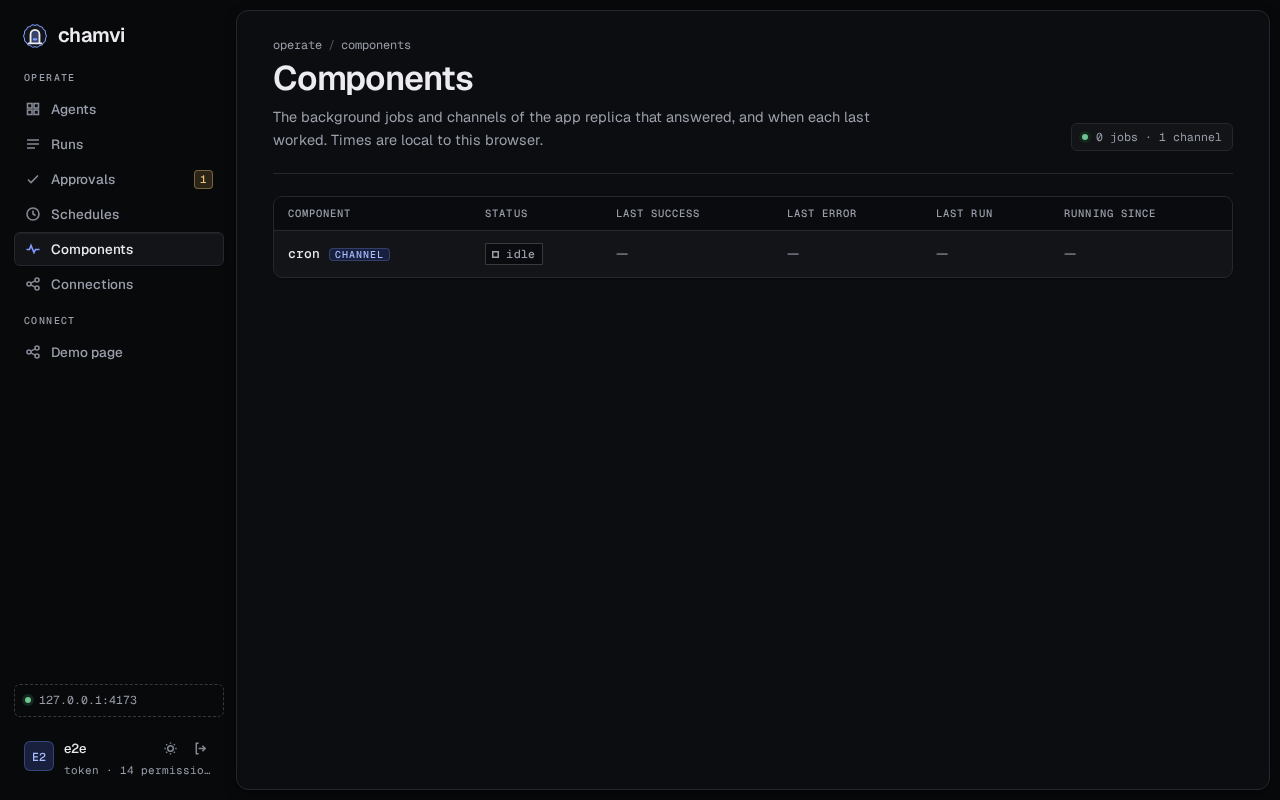 chamvi
OPERATE
Agents
Runs
Approvals 1
Schedules
Components
Connections
CONNECT
Demo page
127.0.0.1:4173
E2 e2e
token · 14 permissio…
operate / components
Components
The background jobs and channels of the app replica that answered, and when each last
worked. Times are local to this browser.
0 jobs · 1 channel
COMPONENT STATUS LAST SUCCESS LAST ERROR LAST RUN RUNNING SINCE
cron CHANNEL idle — — — —